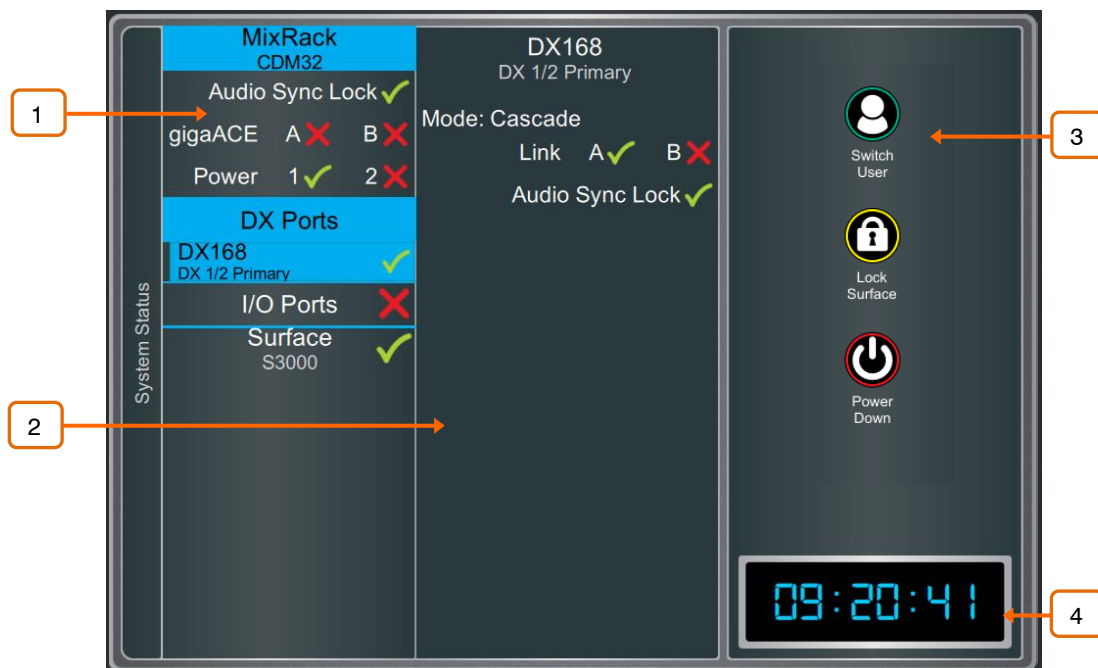 1
2
3
4
System Status
MixRack
CDM32
Audio Sync Lock
gigaACE A B
Power 1 2
DX Ports
DX168
DX 1/2 Primary
I/O Ports
Surface
S3000
DX168
DX 1/2 Primary
Mode: Cascade
Link A B
Audio Sync Lock
Switch
User
Lock
Surface
Power
Down
09:20:41